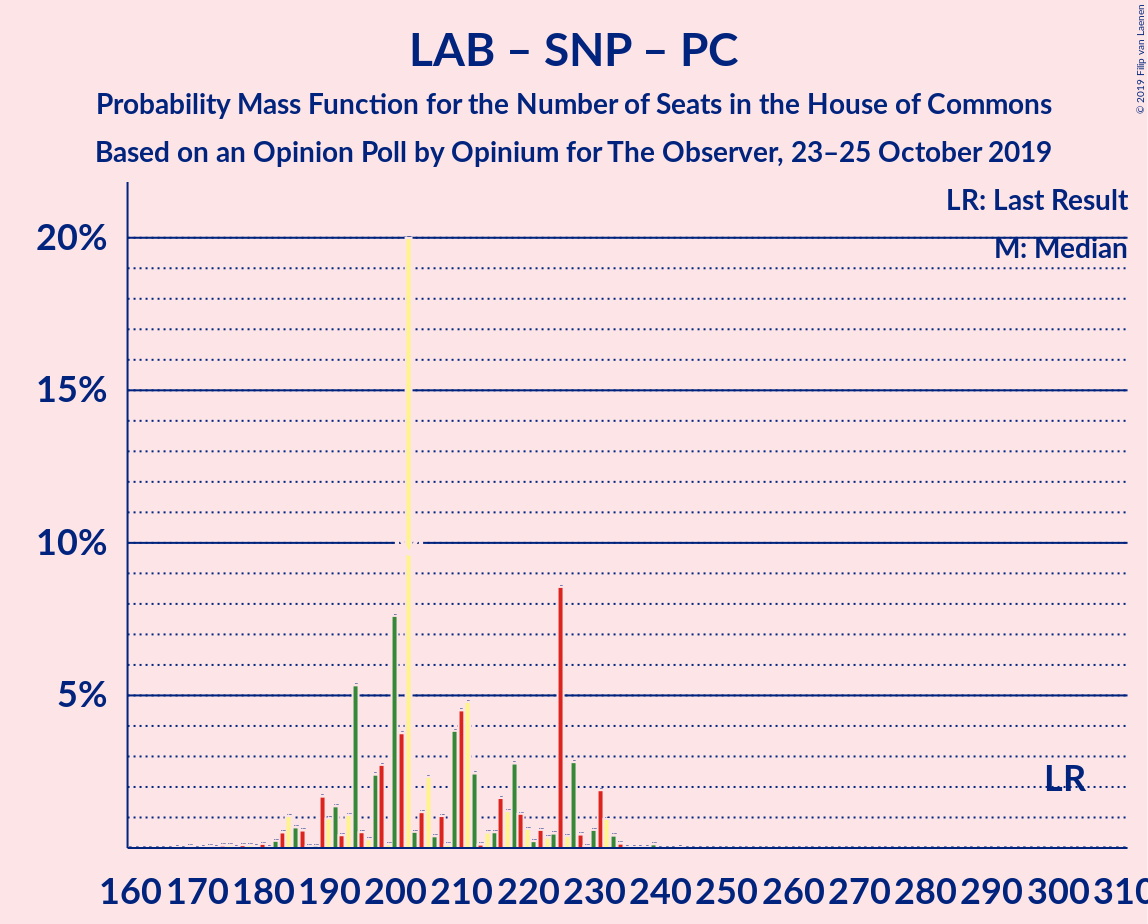 LAB – SNP – PC
Probability Mass Function for the Number of Seats in the House of Commons
Based on an Opinion Poll by Opinium for The Observer, 23–25 October 2019
© 2019 Filip van Laenen
LR: Last Result
M: Median
20%
15%
10%
5%
LR
160 170 180 190 200 210 220 230 240 250 260 270 280 290 300 310